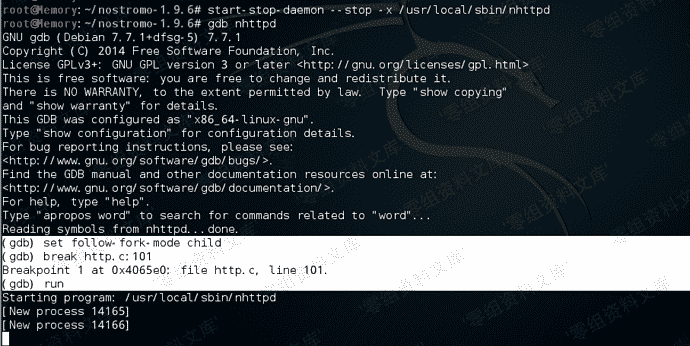 root@Memory:~/nostromo-1.9.6# start-stop-daemon --stop -x /usr/local/sbin/nhttpd
root@Memory:~/nostromo-1.9.6# gdb nhttpd
GNU gdb (Debian 7.7.1+dfsg-5) 7.7.1
Copyright (C) 2014 Free Software Foundation, Inc.
License GPLv3+: GNU GPL version 3 or later <http://gnu.org/licenses/gpl.html>
This is free software: you are free to change and redistribute it.
There is NO WARRANTY, to the extent permitted by law.  Type "show copying"
and "show warranty" for details.
This GDB was configured as "x86_64-linux-gnu".
Type "show configuration" for configuration details.
For bug reporting instructions, please see:
<http://www.gnu.org/software/gdb/bugs/>.
Find the GDB manual and other documentation resources online at:
<http://www.gnu.org/software/gdb/documentation/>.
For help, type "help".
Type "apropos word" to search for commands related to "word"...
Reading symbols from nhttpd...done.
(gdb) set follow-fork-mode child
(gdb) break http.c:101
Breakpoint 1 at 0x4065e0: file http.c, line 101.
(gdb) run
Starting program: /usr/local/sbin/nhttpd
[New process 14165]
[New process 14166]
零组资料文库